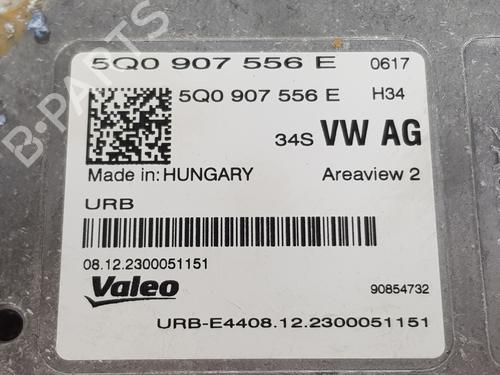 5Q0 907 556 E 0617
5Q0 907 556 E H34
34S VW AG
Made in: HUNGARY Areaview 2
URB
08.12.2300051151
Valeo 90854732
URB-E4408.12.2300051151
B-PARTS